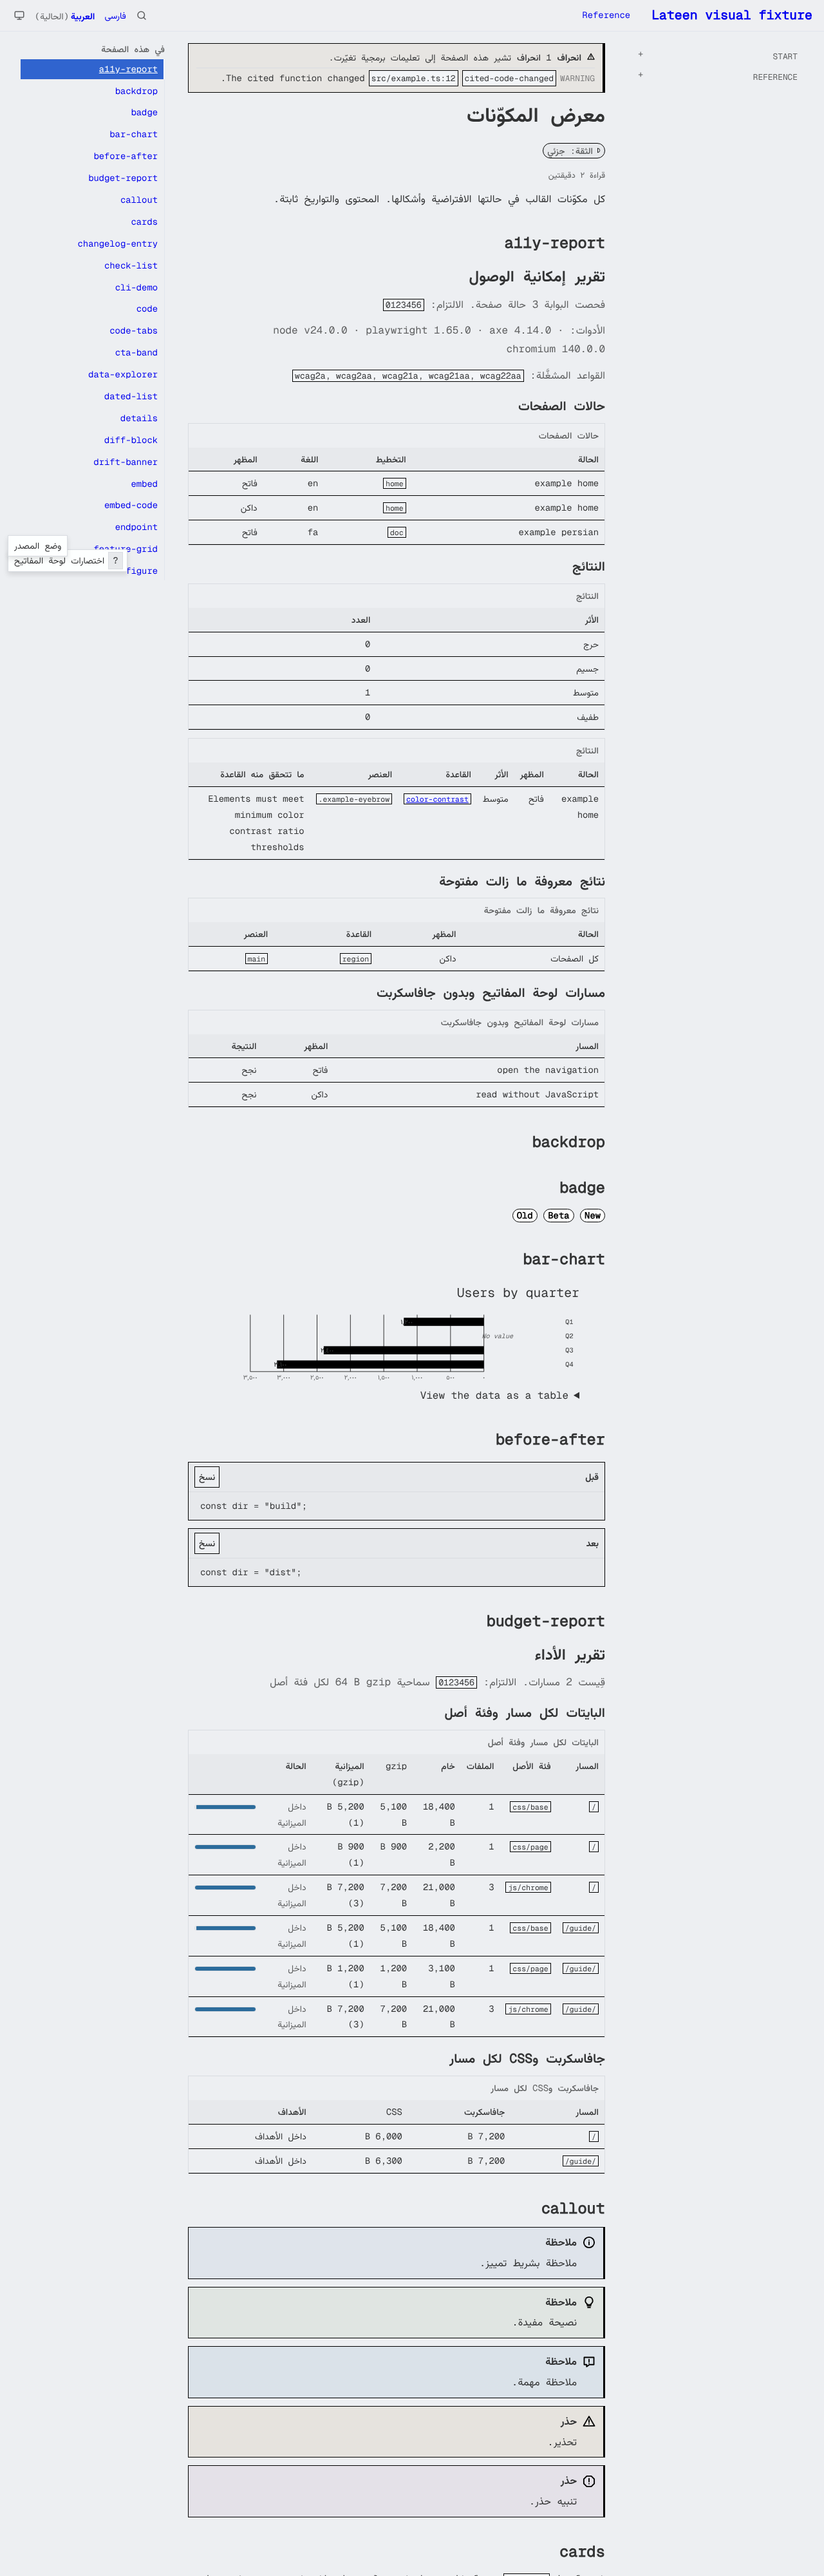 Lateen visual fixture
Reference
فارسی
العربية (الحالية)
START
+
REFERENCE
+
انحراف 1 انحراف تشير هذه الصفحة إلى تعليمات برمجية تغيّرت.
WARNING cited-code-changed src/example.ts:12 The cited function changed.
معرض المكوّنات
الثقة: جزئي
قراءة ٢ دقيقتين
كل مكوّنات القالب في حالتها الافتراضية وأشكالها. المحتوى والتواريخ ثابتة.
a11y-report
تقرير إمكانية الوصول
فحصت البوابة 3 حالة صفحة. الالتزام: 0123456
الأدوات: node v24.0.0 · playwright 1.65.0 · axe 4.14.0 ·
chromium 140.0.0
القواعد المشغَّلة: wcag2a, wcag2aa, wcag21a, wcag21aa, wcag22aa
حالات الصفحات
حالات الصفحات
الحالة التخطيط اللغة المظهر
example home home en فاتح
example home home en داكن
example persian doc fa فاتح
النتائج
النتائج
الأثر العدد
حرج 0
جسيم 0
متوسط 1
طفيف 0
النتائج
الحالة المظهر الأثر القاعدة العنصر ما تتحقق منه القاعدة
example home فاتح متوسط color-contrast .example-eyebrow Elements must meet
minimum color
contrast ratio
thresholds
نتائج معروفة ما زالت مفتوحة
نتائج معروفة ما زالت مفتوحة
الحالة المظهر القاعدة العنصر
كل الصفحات داكن region main
مسارات لوحة المفاتيح وبدون جافاسكربت
مسارات لوحة المفاتيح وبدون جافاسكربت
المسار المظهر النتيجة
open the navigation فاتح نجح
read without JavaScript داكن نجح
backdrop
badge
New Beta Old
bar-chart
Users by quarter
Q1
Q2 No value
Q3
Q4
٠ ٥٠٠ ١٬٠٠٠ ١٬٥٠٠ ٢٬٠٠٠ ٢٬٥٠٠ ٣٬٠٠٠ ٣٬٥٠٠
View the data as a table
before-after
قبل نسخ
const dir = "build";
بعد نسخ
const dir = "dist";
budget-report
تقرير الأداء
قِيست 2 مسارات. الالتزام: 0123456 سماحية 64 B gzip لكل فئة أصل
البايتات لكل مسار وفئة أصل
البايتات لكل مسار وفئة أصل
المسار فئة الأصل الملفات خام gzip الميزانية (gzip) الحالة
/ css/base 1 18,400 B 5,100 B 5,200 B (1) داخل الميزانية
/ css/page 1 2,200 B 900 B 900 B (1) داخل الميزانية
/ js/chrome 3 21,000 B 7,200 B 7,200 B (3) داخل الميزانية
/guide/ css/base 1 18,400 B 5,100 B 5,200 B (1) داخل الميزانية
/guide/ css/page 1 3,100 B 1,200 B 1,200 B (1) داخل الميزانية
/guide/ js/chrome 3 21,000 B 7,200 B 7,200 B (3) داخل الميزانية
جافاسكربت وCSS لكل مسار
جافاسكربت وCSS لكل مسار
المسار جافاسكربت CSS الأهداف
/ 7,200 B 6,000 B داخل الأهداف
/guide/ 7,200 B 6,300 B داخل الأهداف
callout
ملاحظة
ملاحظة بشريط تمييز.
ملاحظة
نصيحة مفيدة.
ملاحظة
ملاحظة مهمة.
حذر
تحذير.
حذر
تنبيه حذر.
cards
في هذه الصفحة
a11y-report
backdrop
badge
bar-chart
before-after
budget-report
callout
cards
changelog-entry
check-list
cli-demo
code
code-tabs
cta-band
data-explorer
dated-list
details
diff-block
drift-banner
embed
embed-code
endpoint
feature-grid
figure
وضع المصدر
? اختصارات لوحة المفاتيح